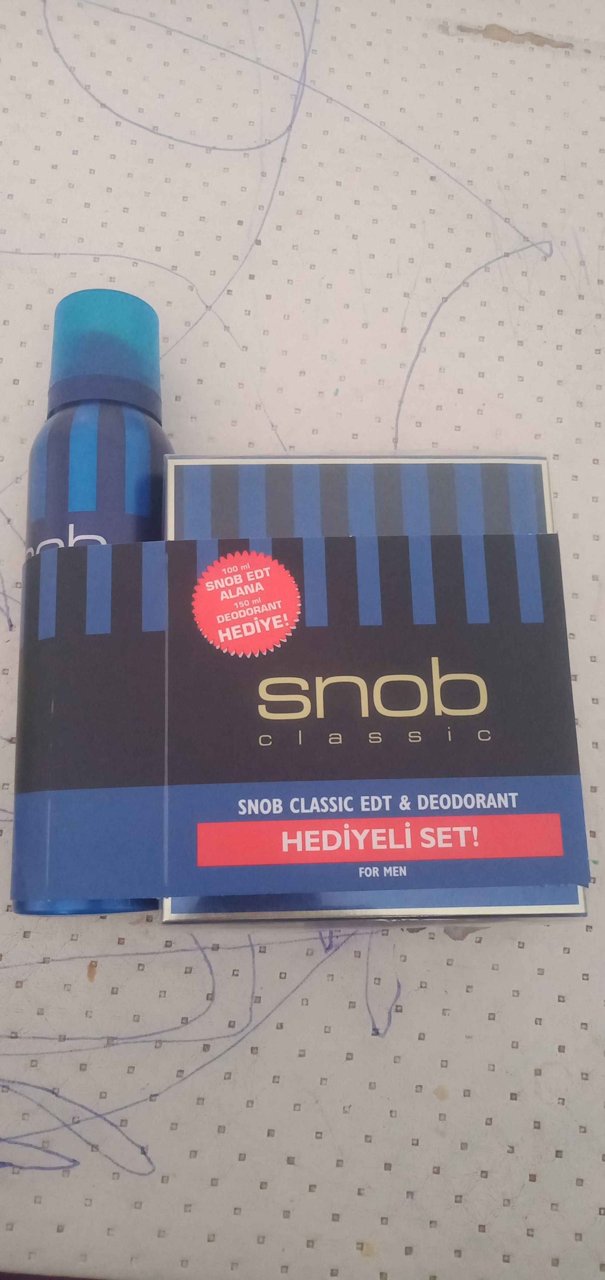 100 ml
SNOB EDT
ALANA
150 ml
DEODORANT
HEDİYE!
snob
classic
SNOB CLASSIC EDT & DEODORANT
HEDİYELİ SET!
FOR MEN